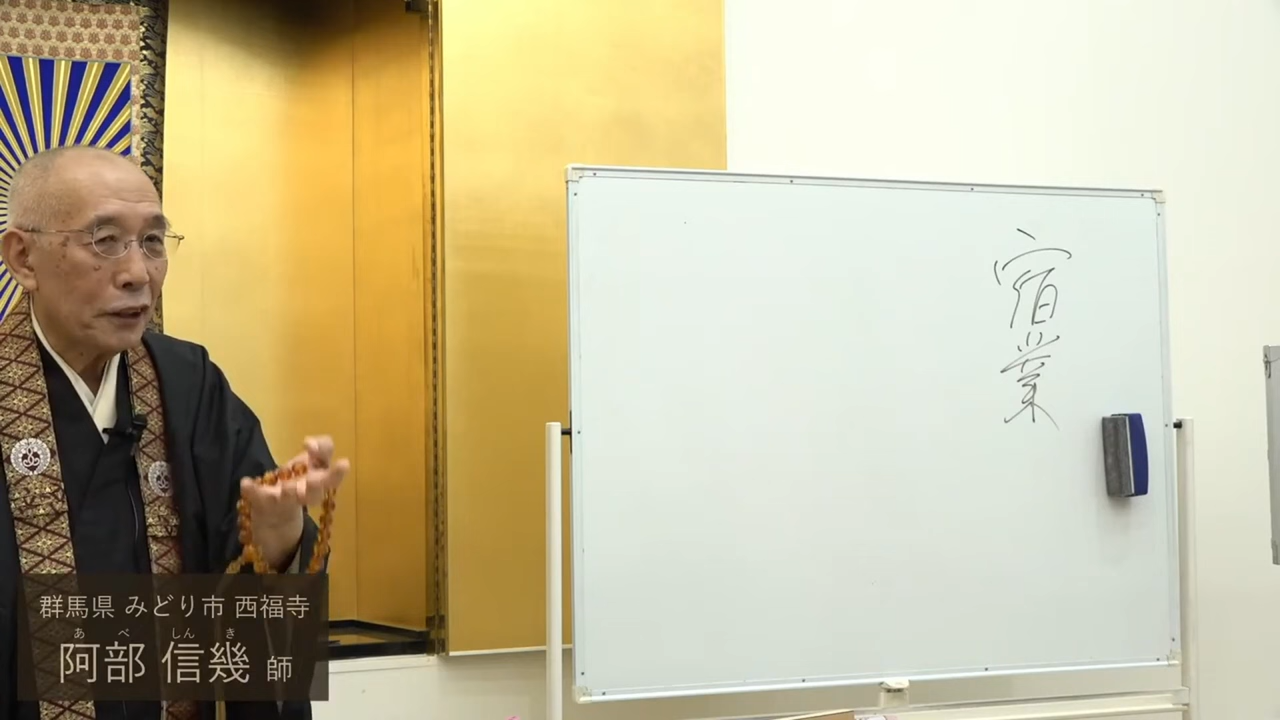 宿業
群馬県 みどり市 西福寺
あべ しんき
阿部 信幾 師